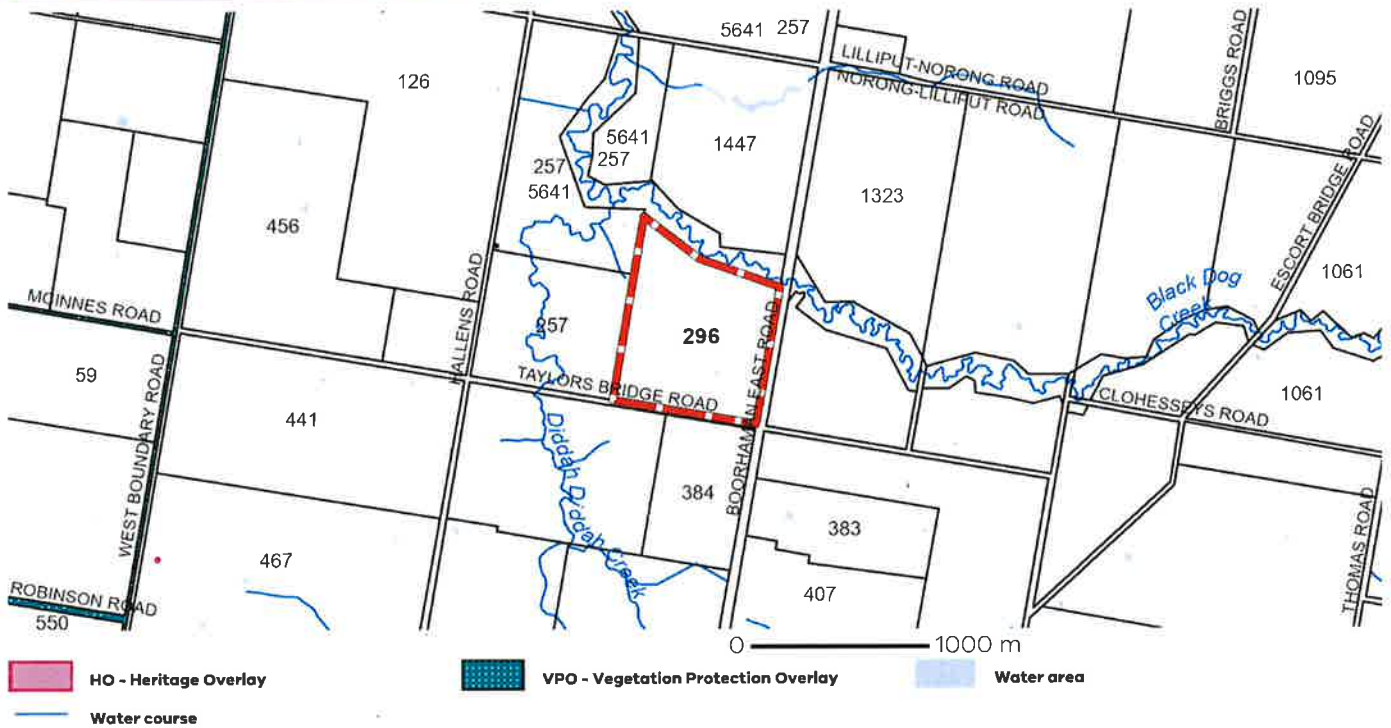 5641 257
LILLIPUT-NORONG ROAD
NORONG-LILLIPUT ROAD
BRIGGS ROAD
1095
126
5641
257
1447
257
5641
1323
ESCORT BRIDGE ROAD
456
1061
HALLENS ROAD
Black Dog
Creek
MCINNES ROAD
257
296
BOORHAMAN EAST ROAD
59
WEST BOUNDARY ROAD
TAYLORS BRIDGE ROAD
CLOHESSEYS ROAD
1061
441
Diddah Diddah Creek
384
383
THOMAS ROAD
467
407
ROBINSON ROAD
550
0 1000 m
HO - Heritage Overlay
VPO - Vegetation Protection Overlay
Water area
Water course